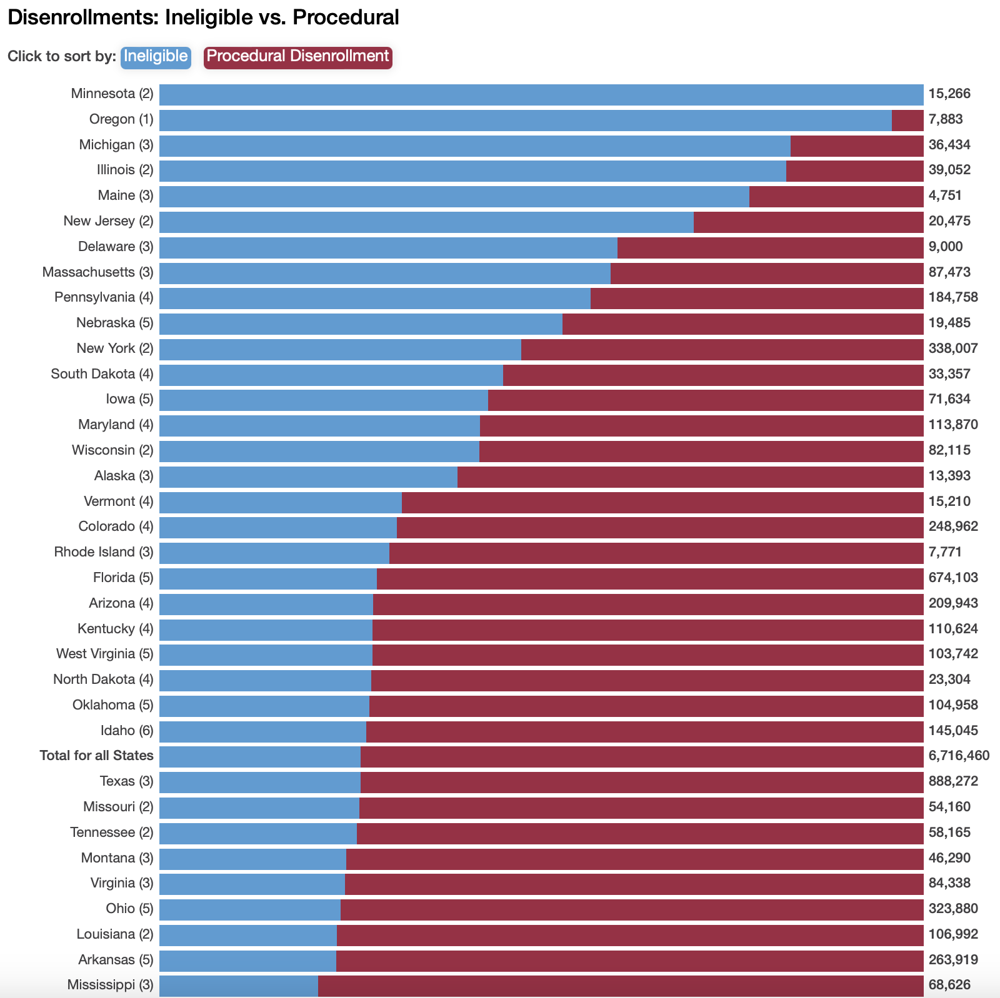 Disenrollments: Ineligible vs. Procedural
Click to sort by: Ineligible Procedural Disenrollment
Minnesota (2) 15,266
Oregon (1) 7,883
Michigan (3) 36,434
Illinois (2) 39,052
Maine (3) 4,751
New Jersey (2) 20,475
Delaware (3) 9,000
Massachusetts (3) 87,473
Pennsylvania (4) 184,758
Nebraska (5) 19,485
New York (2) 338,007
South Dakota (4) 33,357
Iowa (5) 71,634
Maryland (4) 113,870
Wisconsin (2) 82,115
Alaska (3) 13,393
Vermont (4) 15,210
Colorado (4) 248,962
Rhode Island (3) 7,771
Florida (5) 674,103
Arizona (4) 209,943
Kentucky (4) 110,624
West Virginia (5) 103,742
North Dakota (4) 23,304
Oklahoma (5) 104,958
Idaho (6) 145,045
Total for all States 6,716,460
Texas (3) 888,272
Missouri (2) 54,160
Tennessee (2) 58,165
Montana (3) 46,290
Virginia (3) 84,338
Ohio (5) 323,880
Louisiana (2) 106,992
Arkansas (5) 263,919
Mississippi (3) 68,626